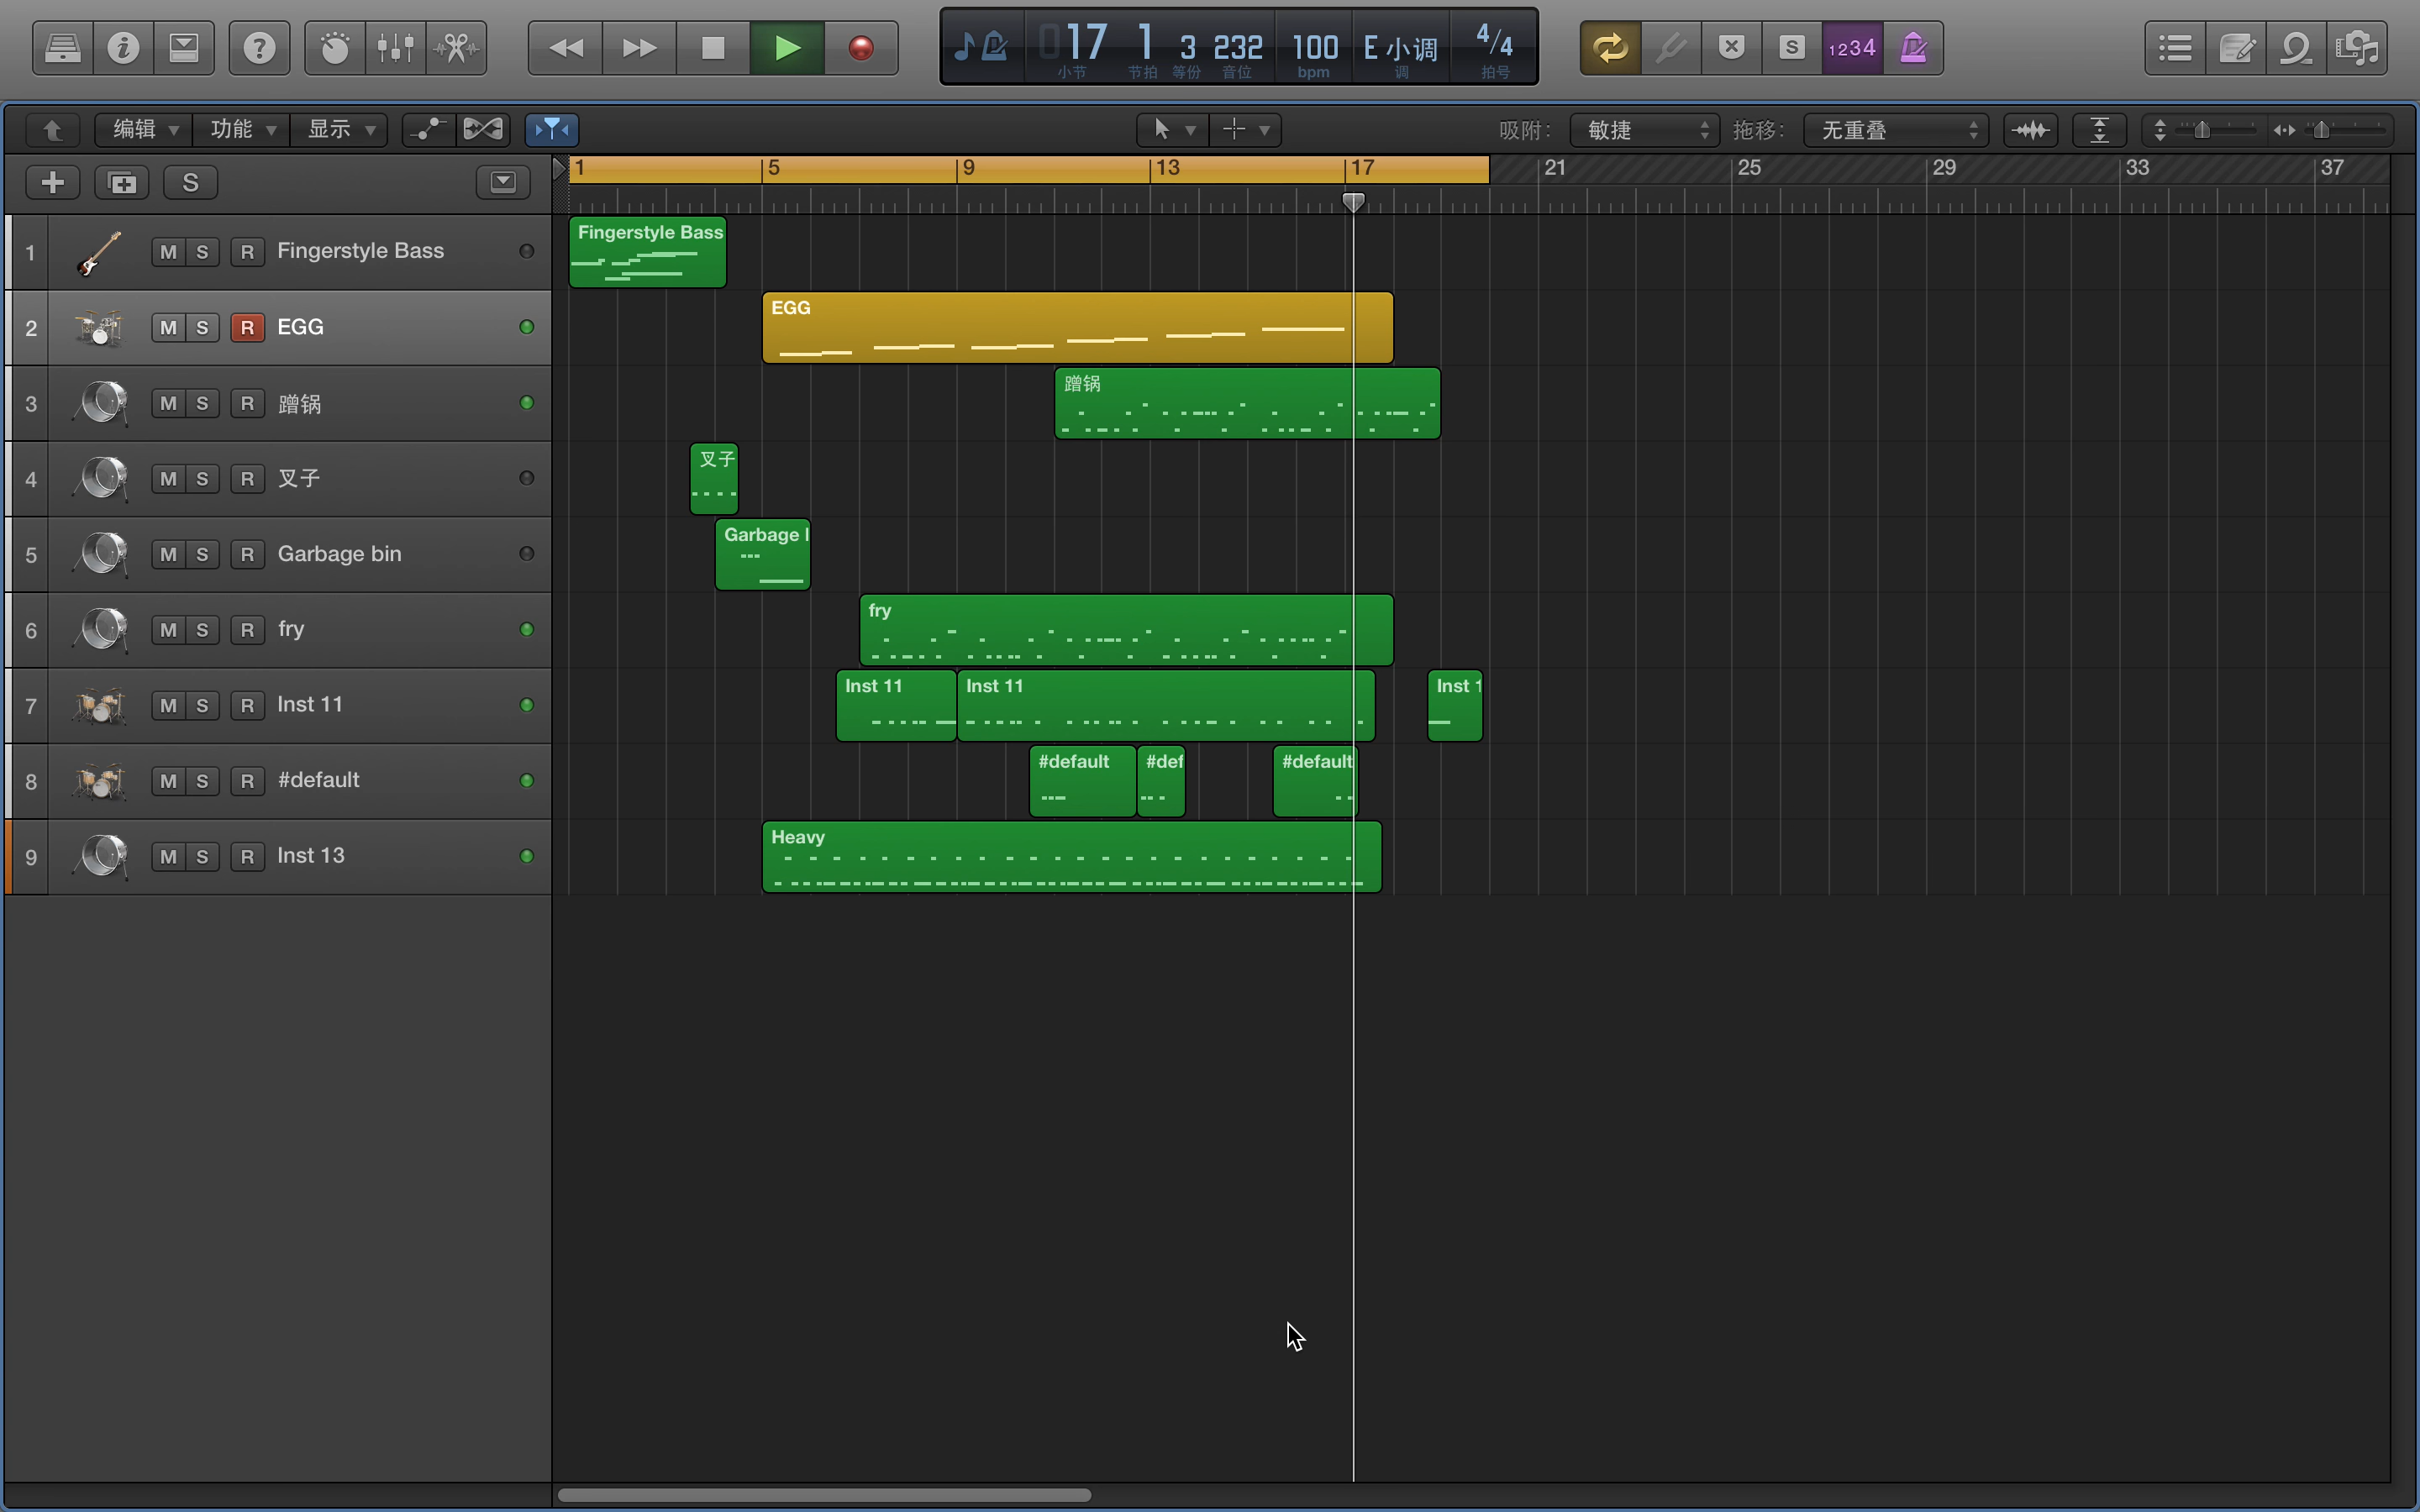 017 1 3 232 100 E 小调 4/4
小节 节拍 等份 音位 bpm 调 拍号
S 1234
编辑 功能 显示 吸附: 敏捷 拖移: 无重叠
S
1 5 9 13 17 21 25 29 33 37
1 M S R Fingerstyle Bass
Fingerstyle Bass
2 M S R EGG
EGG
3 M S R 蹭锅
蹭锅
4 M S R 叉子
叉子
5 M S R Garbage bin
Garbage
6 M S R fry
fry
7 M S R Inst 11
Inst 11 Inst 11 Inst 1
8 M S R #default
#default #def #default
9 M S R Inst 13
Heavy